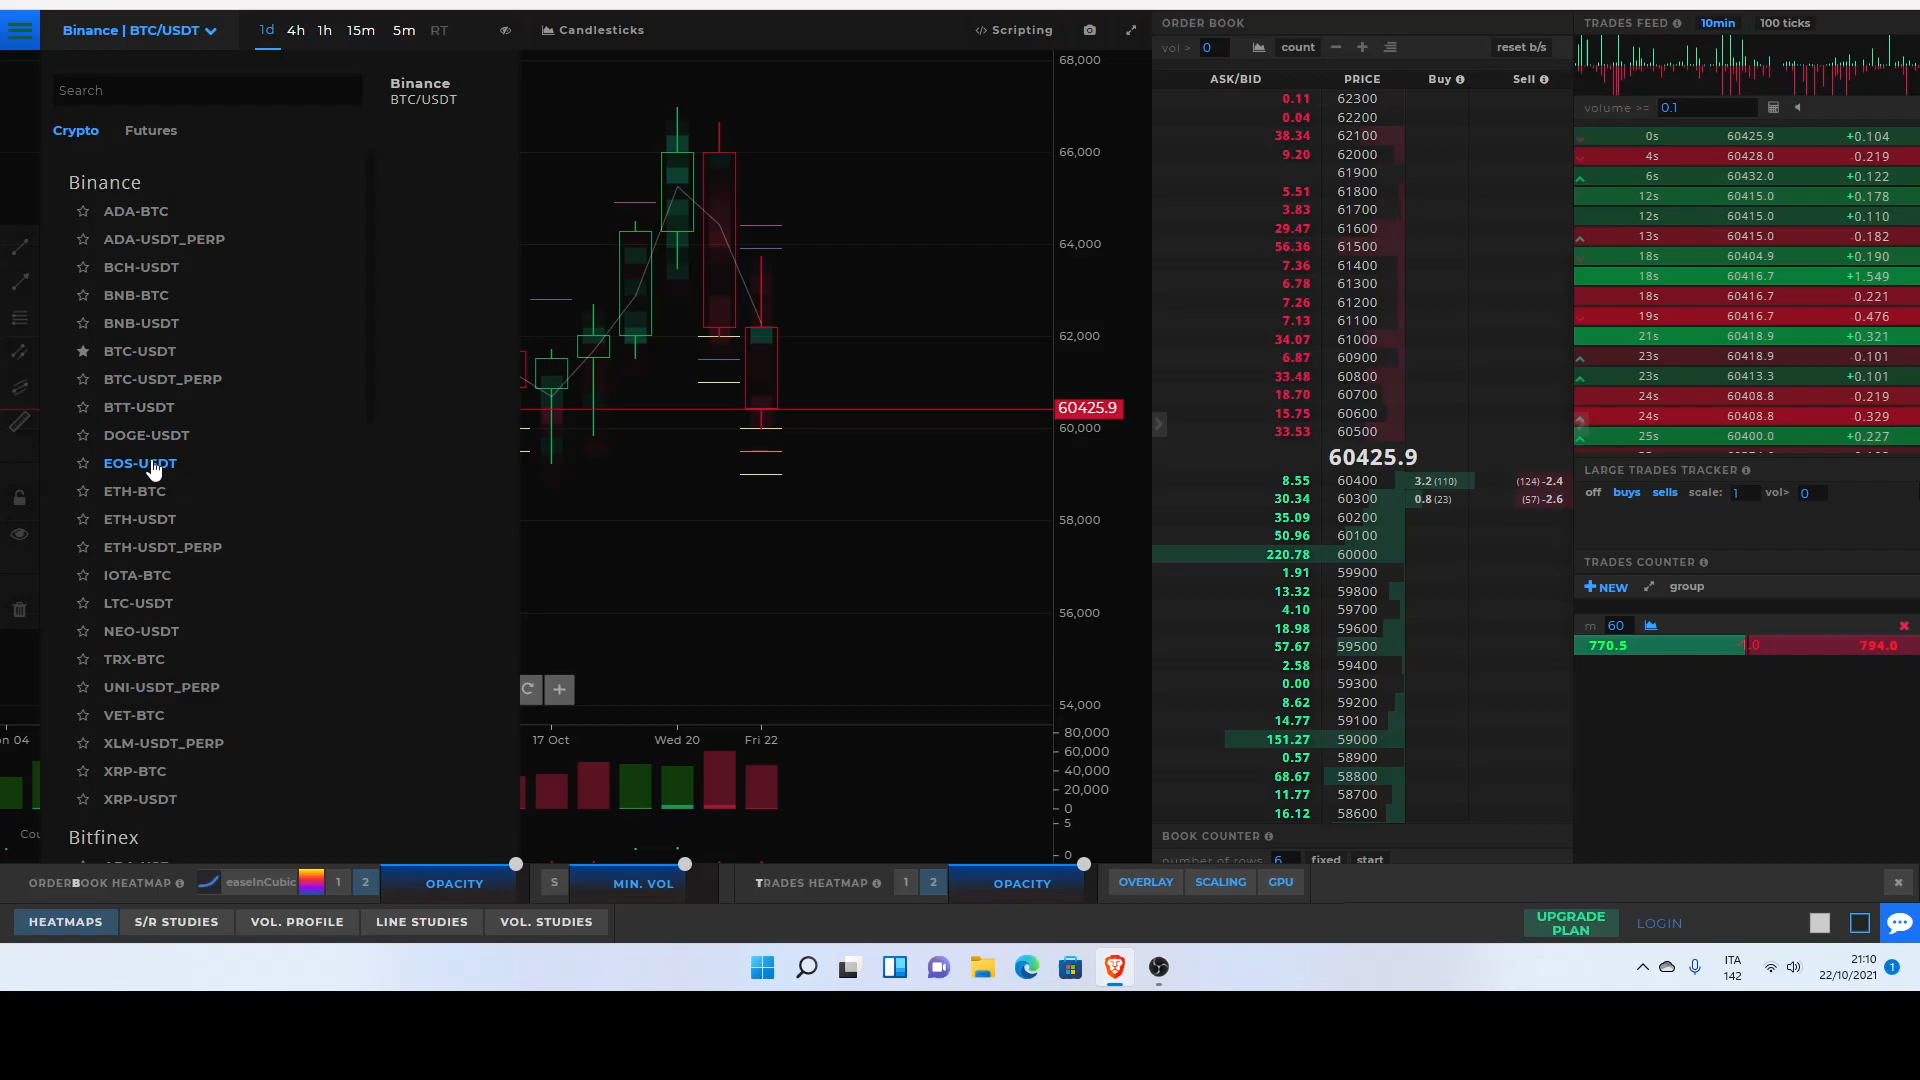 Binance | BTC/USDT
1d 4h 1h 15m 5m RT
Candlesticks
</> Scripting
Search
Binance
BTC/USDT
Crypto Futures
Binance
ADA-BTC
ADA-USDT_PERP
BCH-USDT
BNB-BTC
BNB-USDT
BTC-USDT
BTC-USDT_PERP
BTT-USDT
DOGE-USDT
EOS-USDT
ETH-BTC
ETH-USDT
ETH-USDT_PERP
IOTA-BTC
LTC-USDT
NEO-USDT
TRX-BTC
UNI-USDT_PERP
VET-BTC
XLM-USDT_PERP
XRP-BTC
XRP-USDT
Bitfinex
68,000
66,000
64,000
62,000
60425.9
60,000
58,000
56,000
54,000
17 Oct Wed 20 Fri 22
80,000
60,000
40,000
20,000
0
5
0
ORDER BOOK
vol > 0 count reset b/s
ASK/BID PRICE Buy Sell
0.11 62300
0.04 62200
38.34 62100
9.20 62000
61900
5.51 61800
3.83 61700
29.47 61600
56.36 61500
7.36 61400
6.78 61300
7.26 61200
7.13 61100
34.07 61000
6.87 60900
33.48 60800
18.70 60700
15.75 60600
33.53 60500
60425.9
8.55 60400 3.2 (110) (124) -2.4
30.34 60300 0.8 (23) (57) -2.6
35.09 60200
50.96 60100
220.78 60000
1.91 59900
13.32 59800
4.10 59700
18.98 59600
57.67 59500
2.58 59400
0.00 59300
8.62 59200
14.77 59100
151.27 59000
0.57 58900
68.67 58800
11.77 58700
16.12 58600
BOOK COUNTER
number of rows 6 fixed start
TRADES FEED 10min 100 ticks
volume >= 0.1
0s 60425.9 +0.104
4s 60428.0 -0.219
6s 60432.0 +0.122
12s 60415.0 +0.178
12s 60415.0 +0.110
13s 60415.0 -0.182
18s 60404.9 +0.190
18s 60416.7 +1.549
18s 60416.7 -0.221
19s 60416.7 -0.476
21s 60418.9 +0.321
23s 60418.9 -0.101
23s 60413.3 +0.101
24s 60408.8 -0.219
24s 60408.8 -0.329
25s 60400.0 +0.227
LARGE TRADES TRACKER
off buys sells scale: 1 vol> 0
TRADES COUNTER
NEW group
m 60
770.5 794.0
ORDERBOOK HEATMAP easeInCubic 1 2 OPACITY S MIN. VOL TRADES HEATMAP 1 2 OPACITY OVERLAY SCALING GPU
HEATMAPS S/R STUDIES VOL. PROFILE LINE STUDIES VOL. STUDIES
UPGRADE
PLAN
LOGIN
ITA
142
21:10
22/10/2021
1